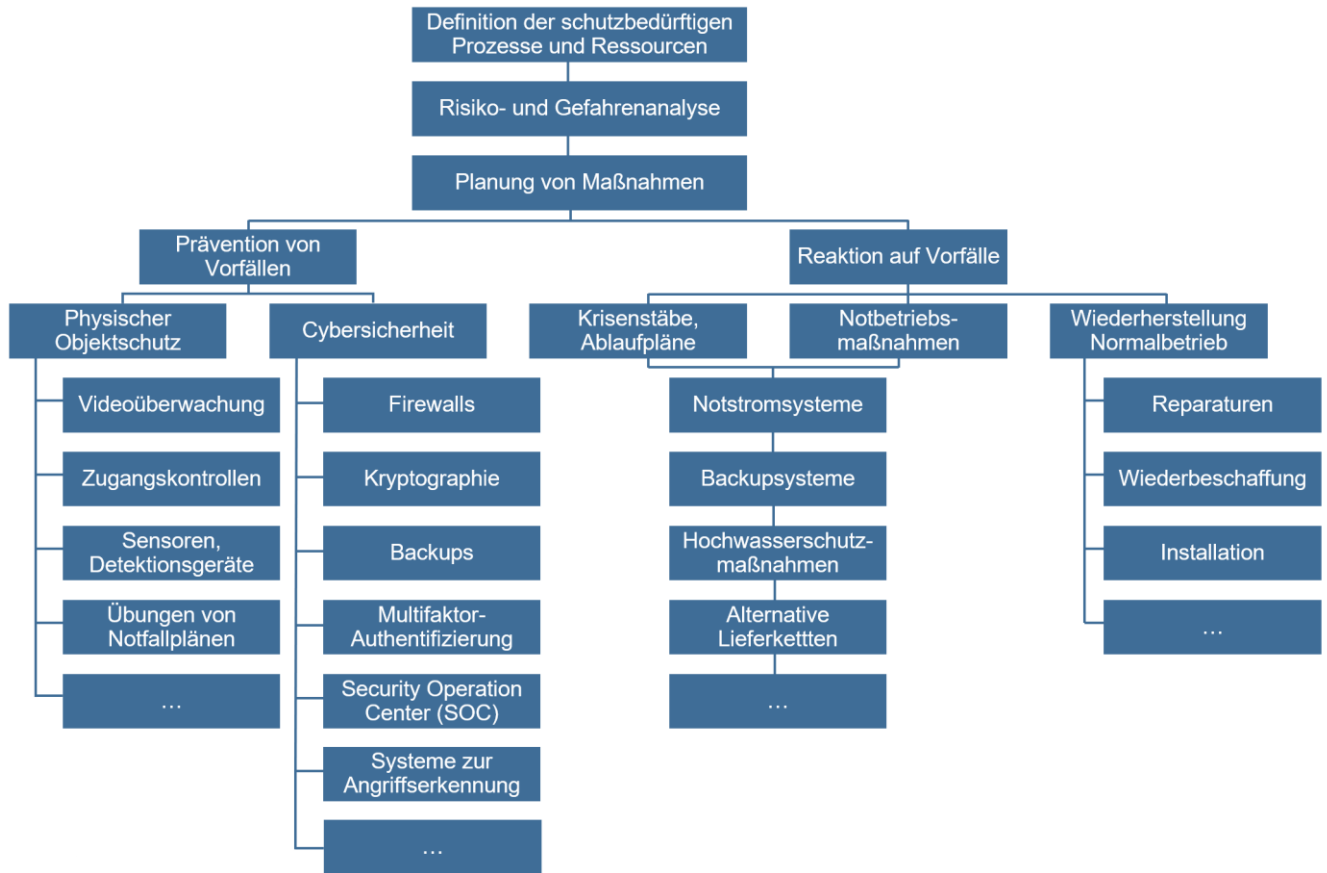 Definition der schutzbedürftigen
Prozesse und Ressourcen
Risiko- und Gefahrenanalyse
Planung von Maßnahmen
Prävention von
Vorfällen
Reaktion auf Vorfälle
Physischer
Objektschutz
Cybersicherheit
Krisenstäbe,
Ablaufpläne
Notbetriebs-
maßnahmen
Wiederherstellung
Normalbetrieb
Videoüberwachung
Zugangskontrollen
Sensoren,
Detektionsgeräte
Übungen von
Notfallplänen
…
Firewalls
Kryptographie
Backups
Multifaktor-
Authentifizierung
Security Operation
Center (SOC)
Systeme zur
Angriffserkennung
…
Notstromsysteme
Backupsysteme
Hochwasserschutz-
maßnahmen
Alternative
Lieferkettten
…
Reparaturen
Wiederbeschaffung
Installation
…